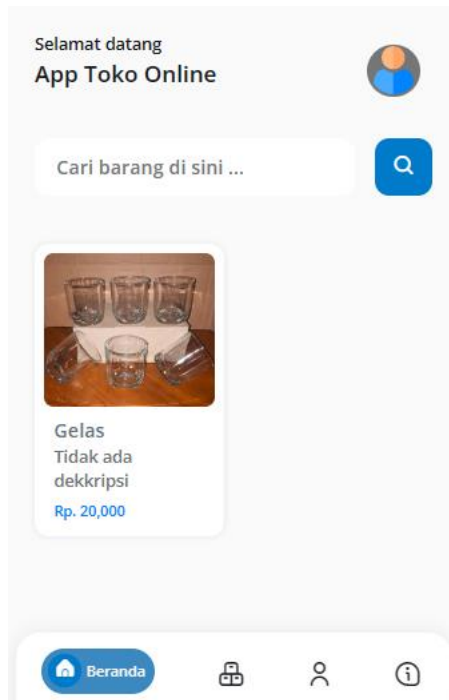 Selamat datang
App Toko Online
Cari barang di sini ...
Gelas
Tidak ada
dekkripsi
Rp. 20,000
Beranda